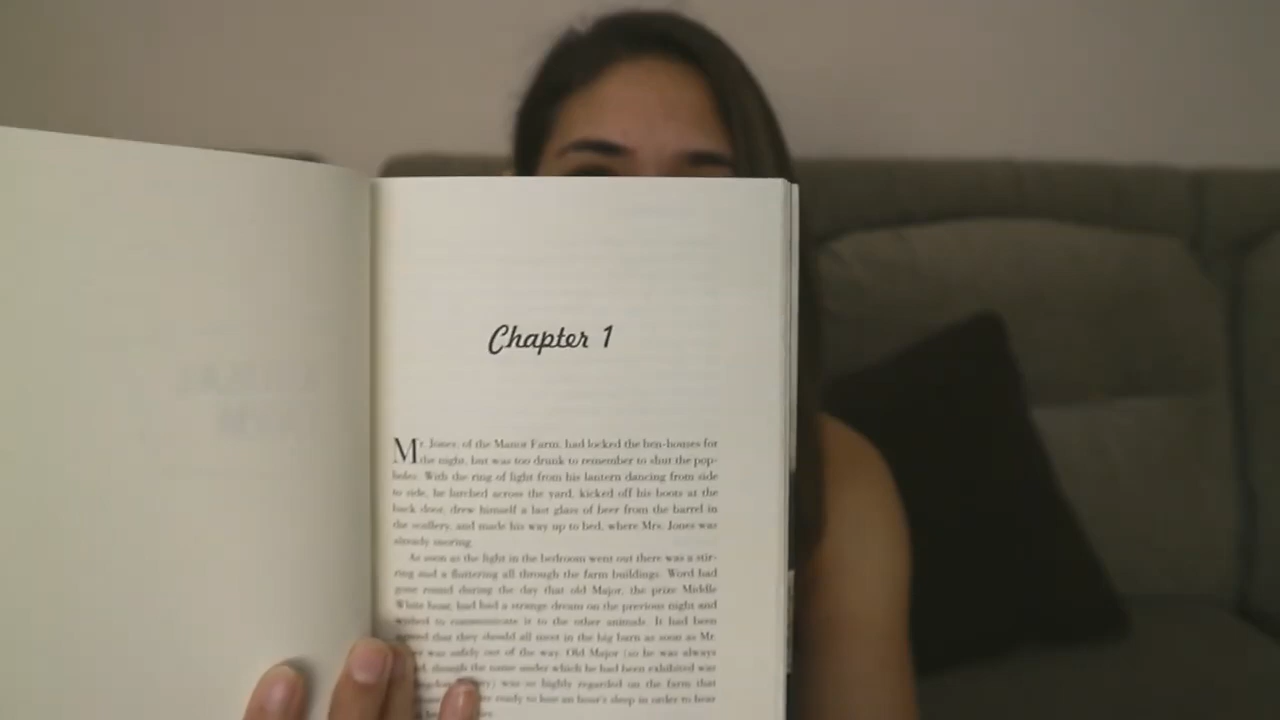 Chapter 1
Mr. Jones, of the Manor Farm, had locked the hen-houses for
the night, but was too drunk to remember to shut the pop-
holes. With the ring of light from his lantern dancing from side
to side, he lurched across the yard, kicked off his boots at the
back door, drew himself a last glass of beer from the barrel in
the scullery, and made his way up to bed, where Mrs. Jones was
already snoring.
As soon as the light in the bedroom went out there was a stir-
ring and a fluttering all through the farm buildings. Word had
gone round during the day that old Major, the prize Middle
White boar, had had a strange dream on the previous night and
wished to communicate it to the other animals. It had been
agreed that they should all meet in the big barn as soon as Mr.
was safely out of the way. Old Major (so he was always
though the name under which he had been exhibited was
was so highly regarded on the farm that
ready to lose an hour's sleep in order to hear